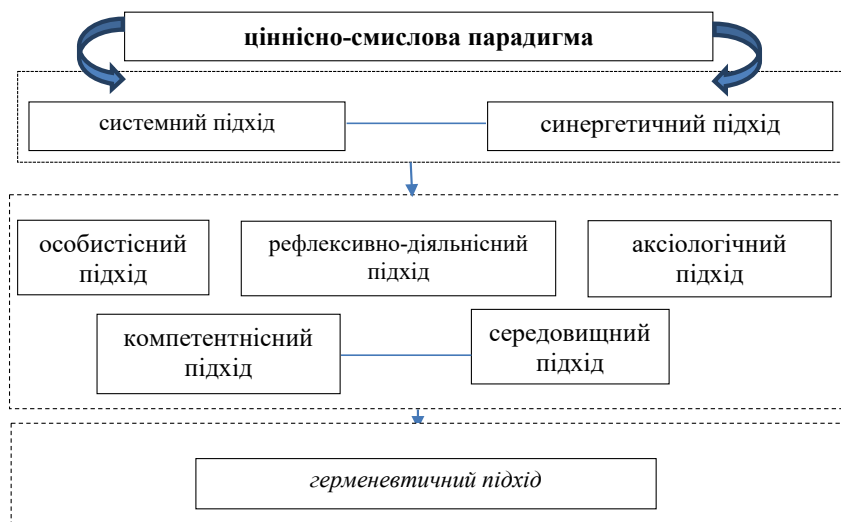 ціннісно-смислова парадигма
системний підхід
синергетичний підхід
особистісний
підхід
рефлексивно-діяльнісний
підхід
аксіологічний
підхід
компетентнісний
підхід
середовищний
підхід
герменевтичний підхід